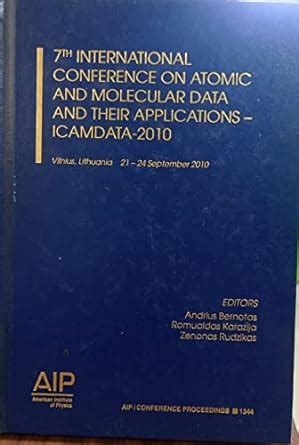 7TH INTERNATIONAL
CONFERENCE ON ATOMIC
AND MOLECULAR DATA
AND THEIR APPLICATIONS –
ICAMDATA-2010
Vilnius, Lithuania 21 – 24 September 2010
EDITORS
Andrius Bernotas
Romualdas Karazija
Zenonas Rudzikas
AIP
American Institute
of Physics
AIP | CONFERENCE PROCEEDINGS 1344